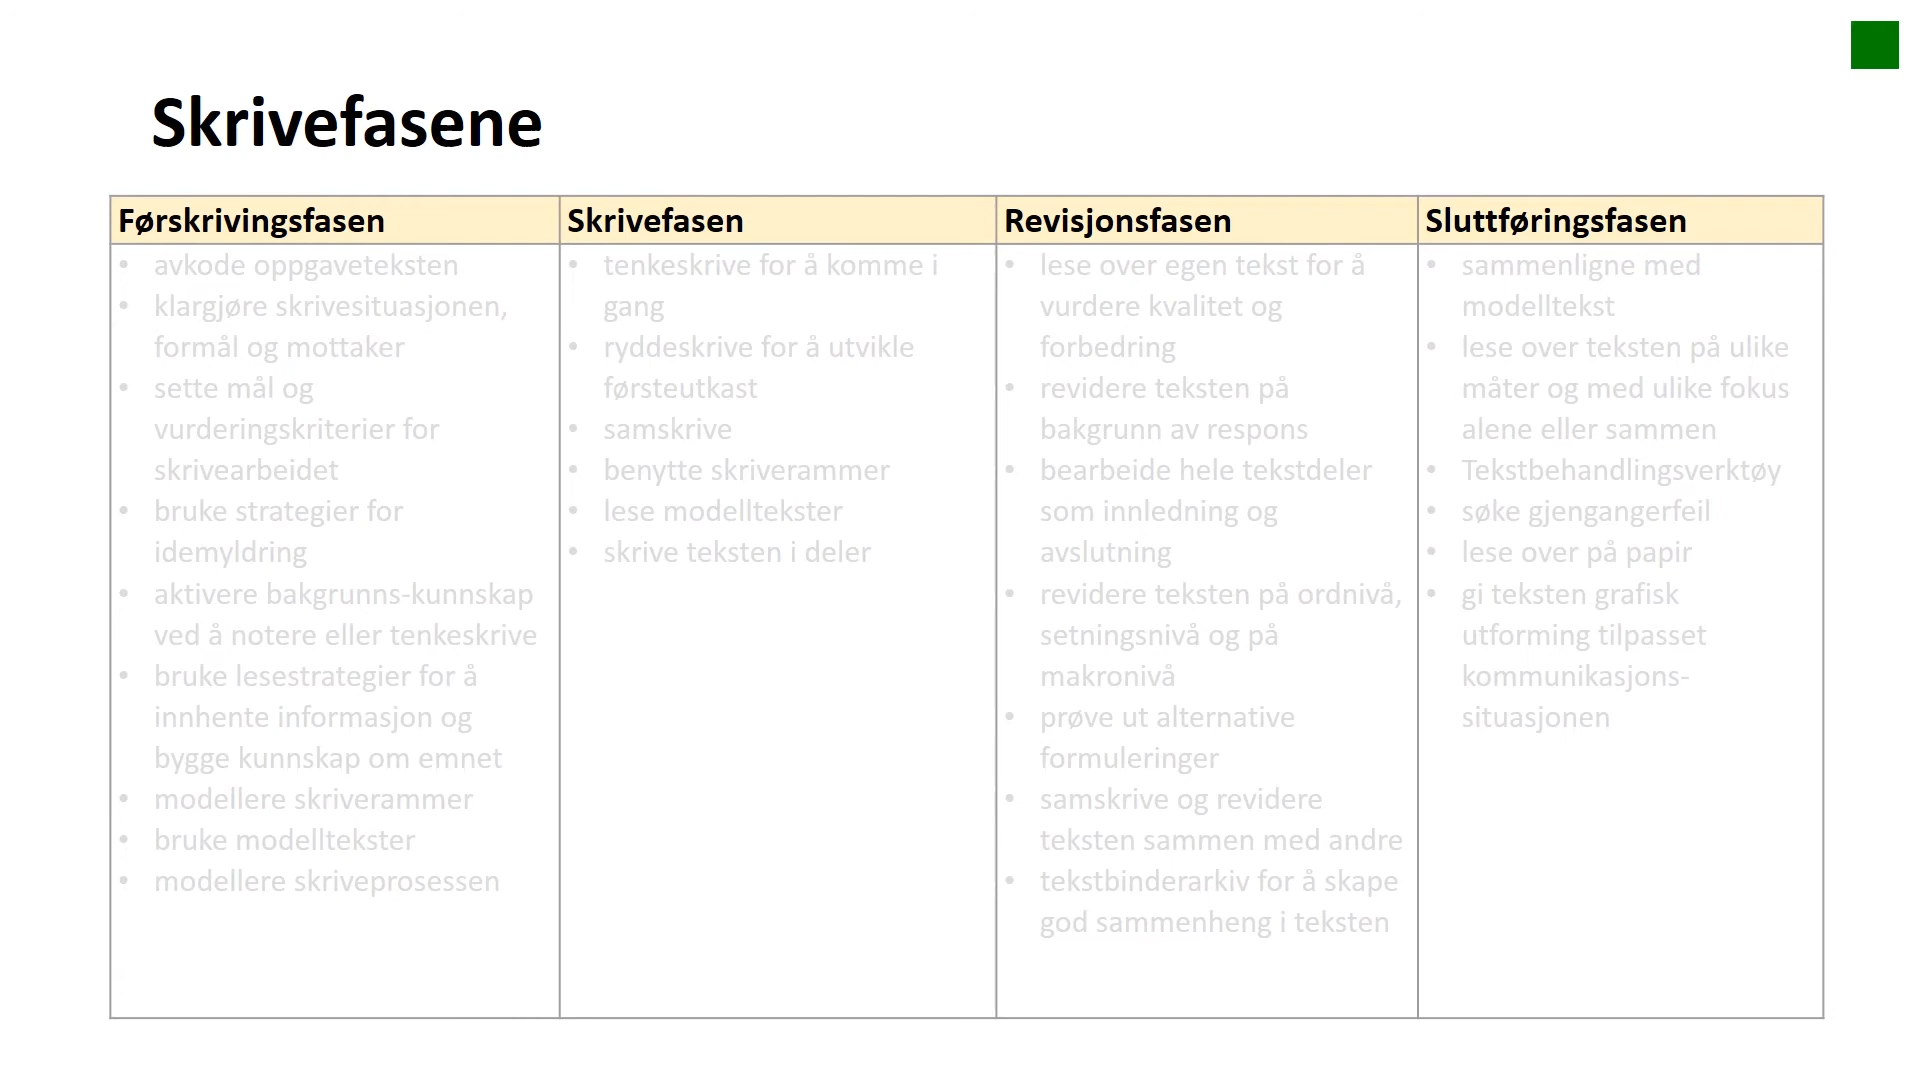 Skrivefasene
Førskrivingsfasen
• avkode oppgaveteksten
• klargjøre skrivesituasjonen,
formål og mottaker
• sette mål og
vurderingskriterier for
skrivearbeidet
• bruke strategier for
idemyldring
• aktivere bakgrunns-kunnskap
ved å notere eller tenkeskrive
• bruke lesestrategier for å
innhente informasjon og
bygge kunnskap om emnet
• modellere skriverammer
• bruke modelltekster
• modellere skriveprosessen
Skrivefasen
• tenkeskrive for å komme i
gang
• ryddeskrive for å utvikle
førsteutkast
• samskrive
• benytte skriverammer
• lese modelltekster
• skrive teksten i deler
Revisjonsfasen
• lese over egen tekst for å
vurdere kvalitet og
forbedring
• revidere teksten på
bakgrunn av respons
• bearbeide hele tekstdeler
som innledning og
avslutning
• revidere teksten på ordnivå,
setningsnivå og på
makronivå
• prøve ut alternative
formuleringer
• samskrive og revidere
teksten sammen med andre
• tekstbinderarkiv for å skape
god sammenheng i teksten
Sluttføringsfasen
• sammenligne med
modelltekst
• lese over teksten på ulike
måter og med ulike fokus
alene eller sammen
• Tekstbehandlingsverktøy
• søke gjengangerfeil
• lese over på papir
• gi teksten grafisk
utforming tilpasset
kommunikasjons-
situasjonen